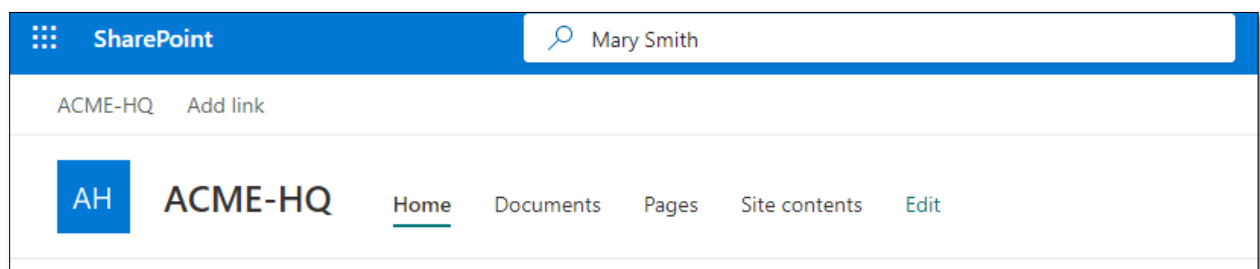 SharePoint Mary Smith
ACME-HQ Add link
AH ACME-HQ Home Documents Pages Site contents Edit